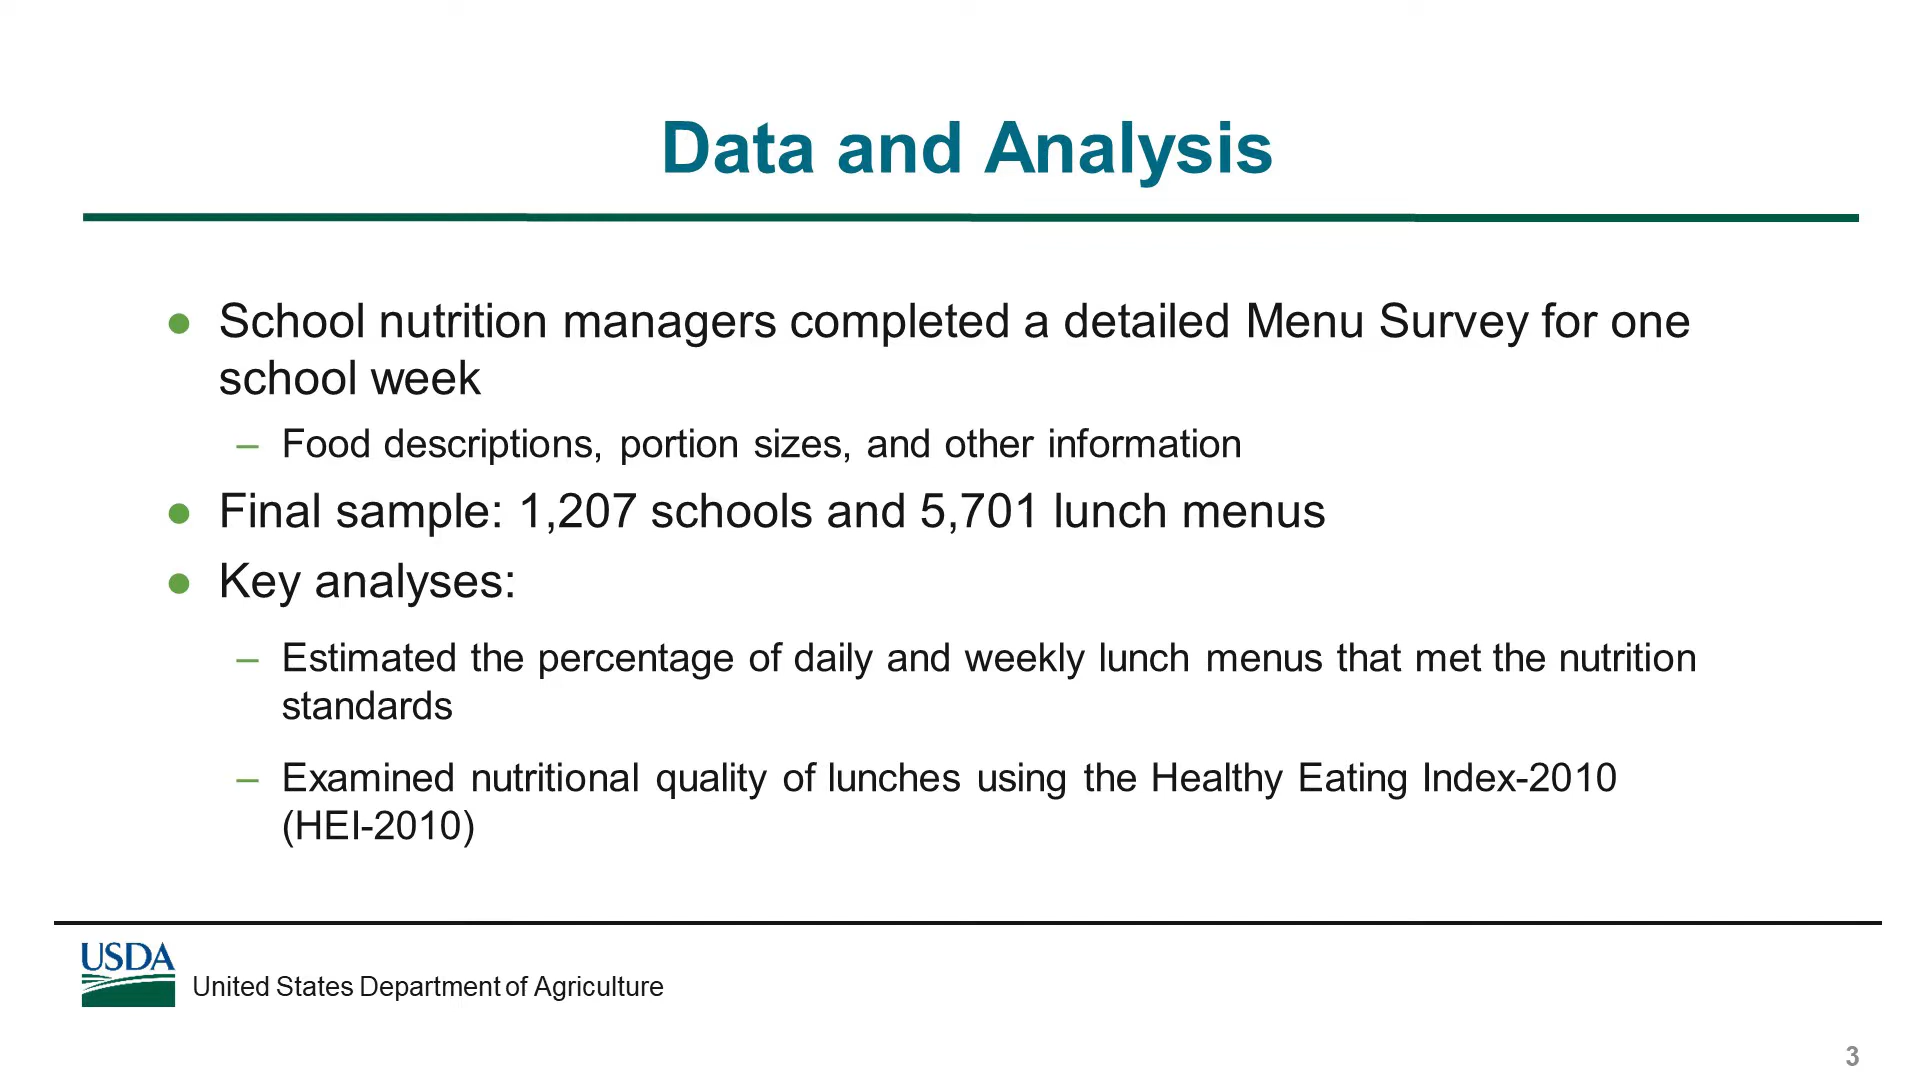 Data and Analysis
● School nutrition managers completed a detailed Menu Survey for one
school week
– Food descriptions, portion sizes, and other information
● Final sample: 1,207 schools and 5,701 lunch menus
● Key analyses:
– Estimated the percentage of daily and weekly lunch menus that met the nutrition
standards
– Examined nutritional quality of lunches using the Healthy Eating Index-2010
(HEI-2010)
USDA
United States Department of Agriculture
3